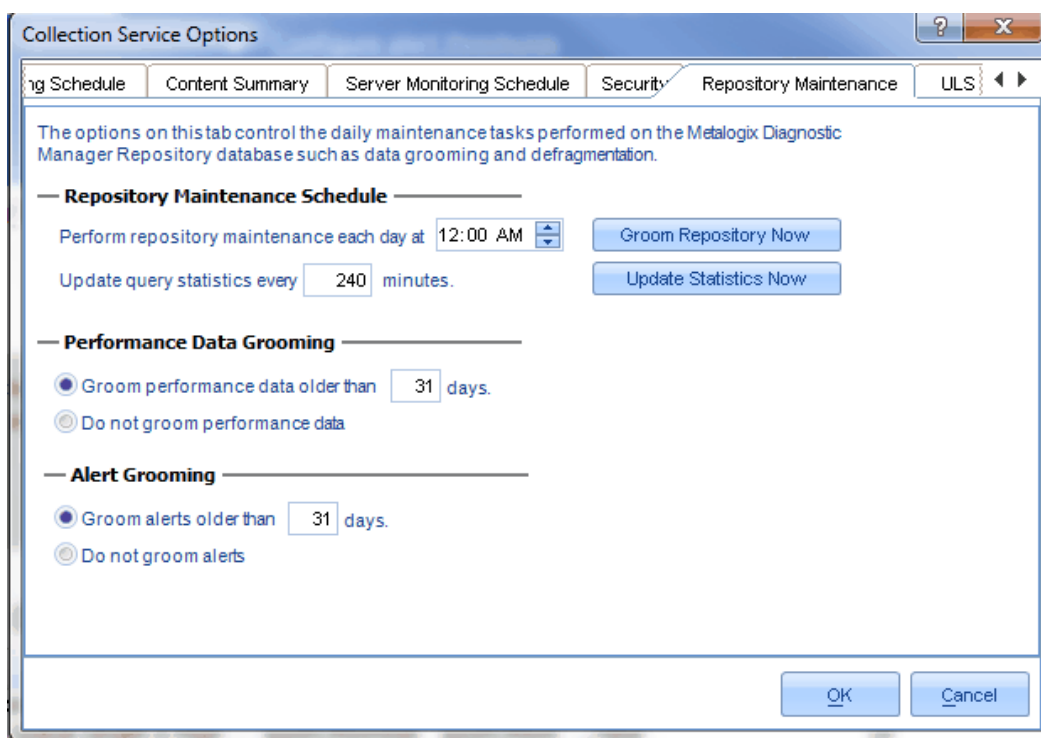 Collection Service Options
?
X
ng Schedule Content Summary Server Monitoring Schedule Security Repository Maintenance ULS
The options on this tab control the daily maintenance tasks performed on the Metalogix Diagnostic
Manager Repository database such as data grooming and defragmentation.
Repository Maintenance Schedule
Perform repository maintenance each day at 12:00 AM Groom Repository Now
Update query statistics every 240 minutes. Update Statistics Now
Performance Data Grooming
Groom performance data older than 31 days.
Do not groom performance data
Alert Grooming
Groom alerts older than 31 days.
Do not groom alerts
OK Cancel